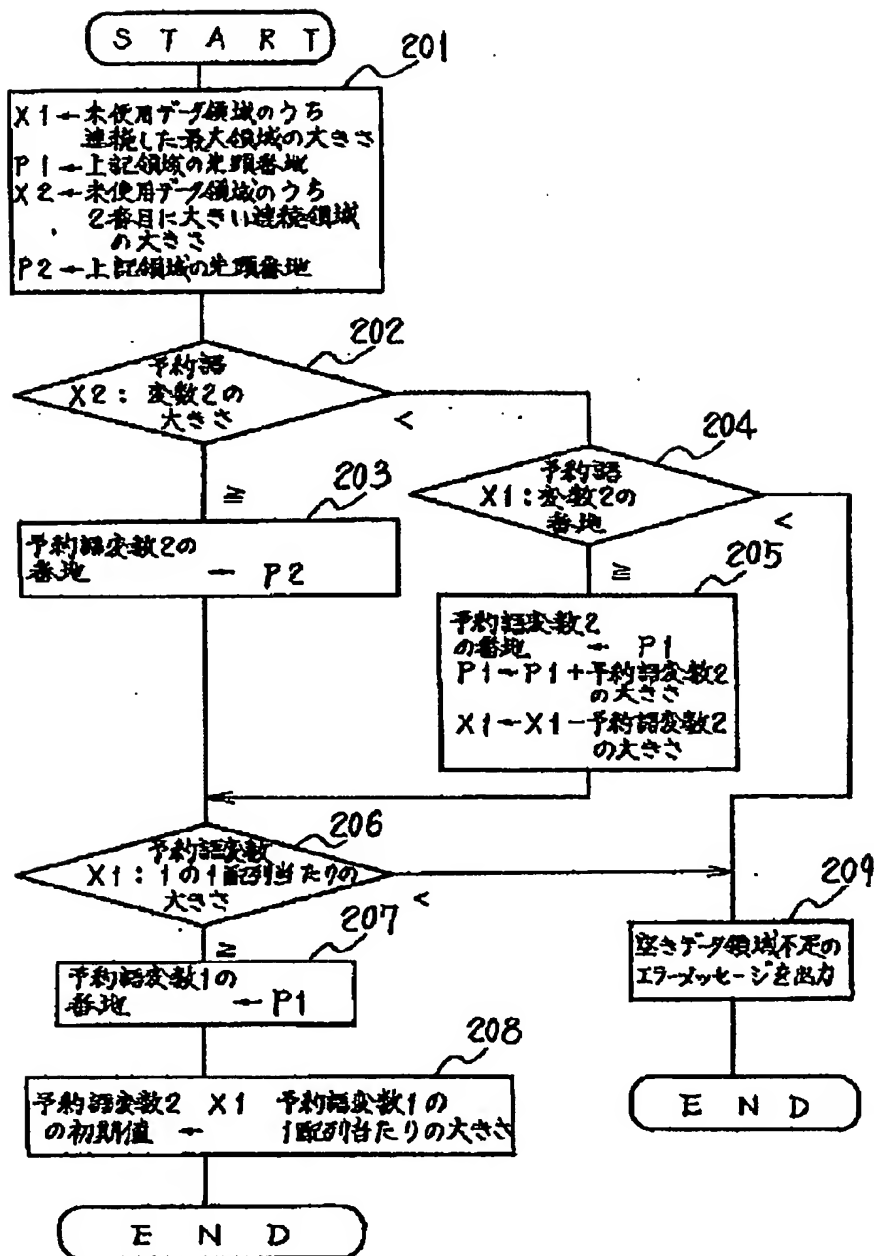 START
201
X1←未使用データ領域のうち
連続した最大領域の大きさ
P1←上記領域の先頭番地
X2←未使用データ領域のうち
2番目に大きい連続領域
の大きさ
P2←上記領域の先頭番地
202
予約語
X2:変数2の
大きさ
<
≧
203
予約語変数2の
番地 ← P2
204
予約語
X1:変数2の
番地
<
≧
205
予約語変数2
の番地 ← P1
P1←P1+予約語変数2
の大きさ
X1←X1-予約語変数2
の大きさ
206
予約語変数
X1:1の1配列当たりの
大きさ
<
≧
207
予約語変数1の
番地 ← P1
208
予約語変数2 X1 予約語変数1の
の初期値 ← 1配列当たりの大きさ
END
209
空きデータ領域不足の
エラーメッセージを出力
END